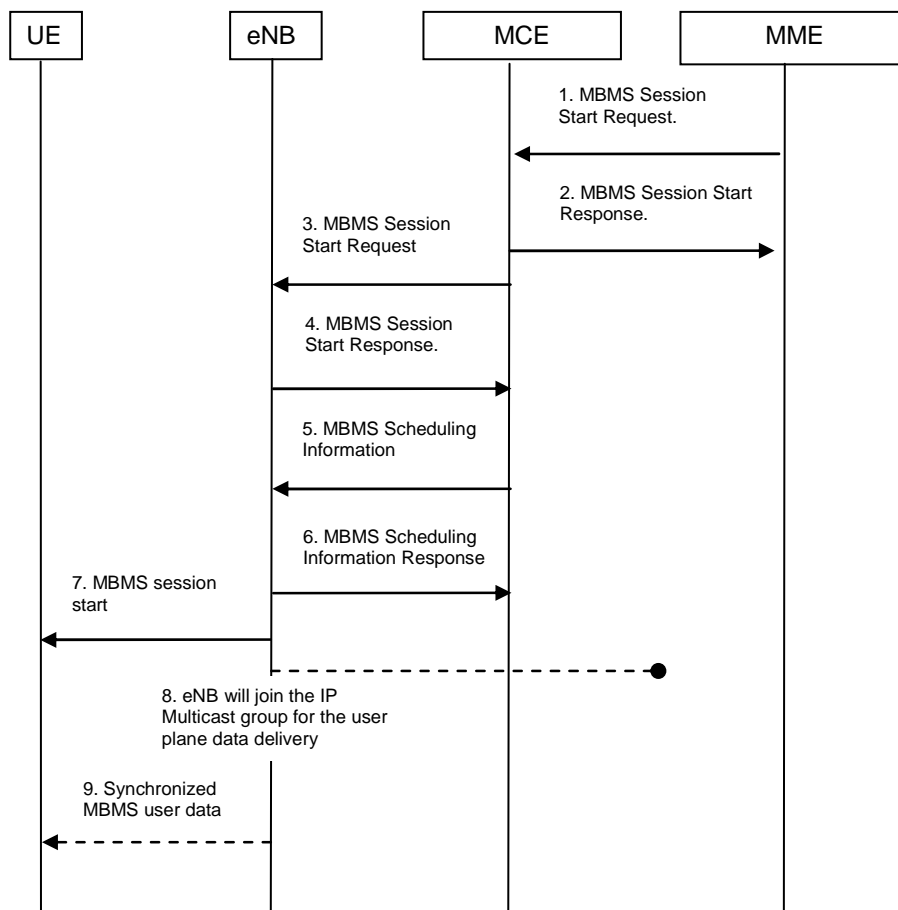 UE
eNB
MCE
MME
1. MBMS Session
Start Request.
2. MBMS Session Start
Response.
3. MBMS Session
Start Request
4. MBMS Session
Start Response.
5. MBMS Scheduling
Information
6. MBMS Scheduling
Information Response
7. MBMS session
start
8. eNB will join the IP
Multicast group for the user
plane data delivery
9. Synchronized
MBMS user data